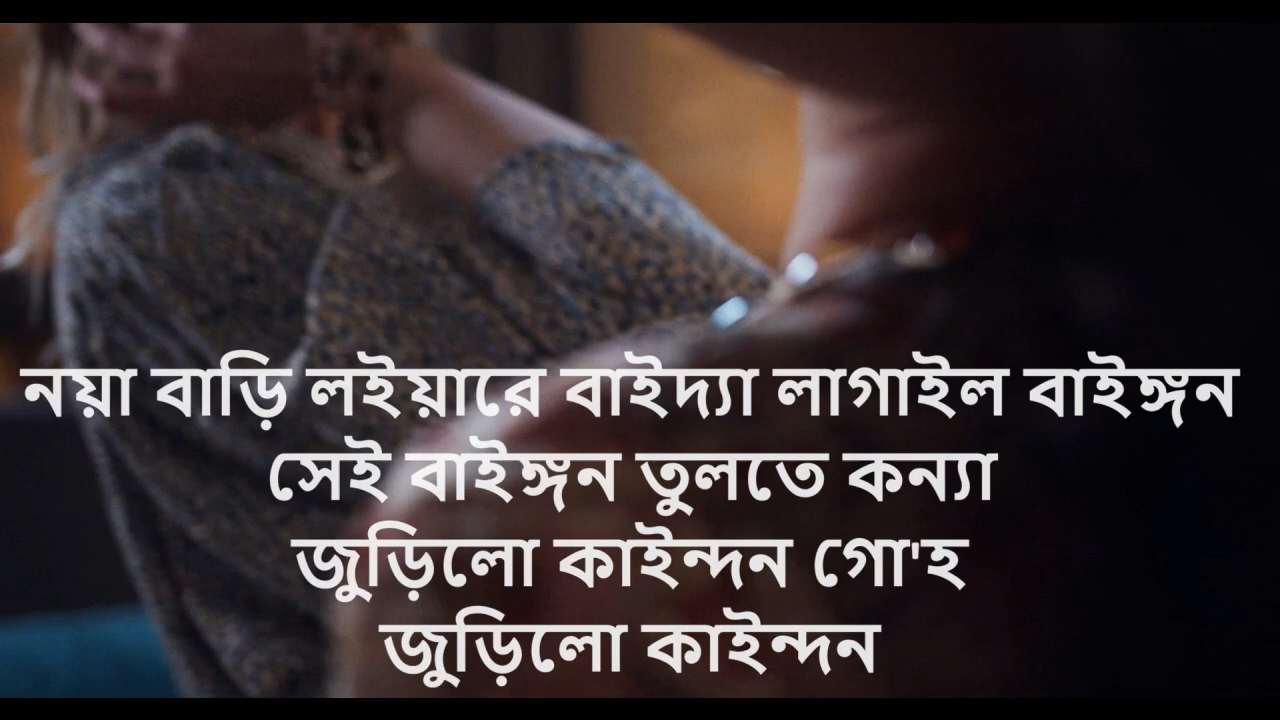 নয়া বাড়ি লইয়ারে বাইদ্যা লাগাইল বাইঙ্গন
সেই বাইঙ্গন তুলতে কন্যা
জুড়িলো কাইন্দন গো'হ
জুড়িলো কাইন্দন